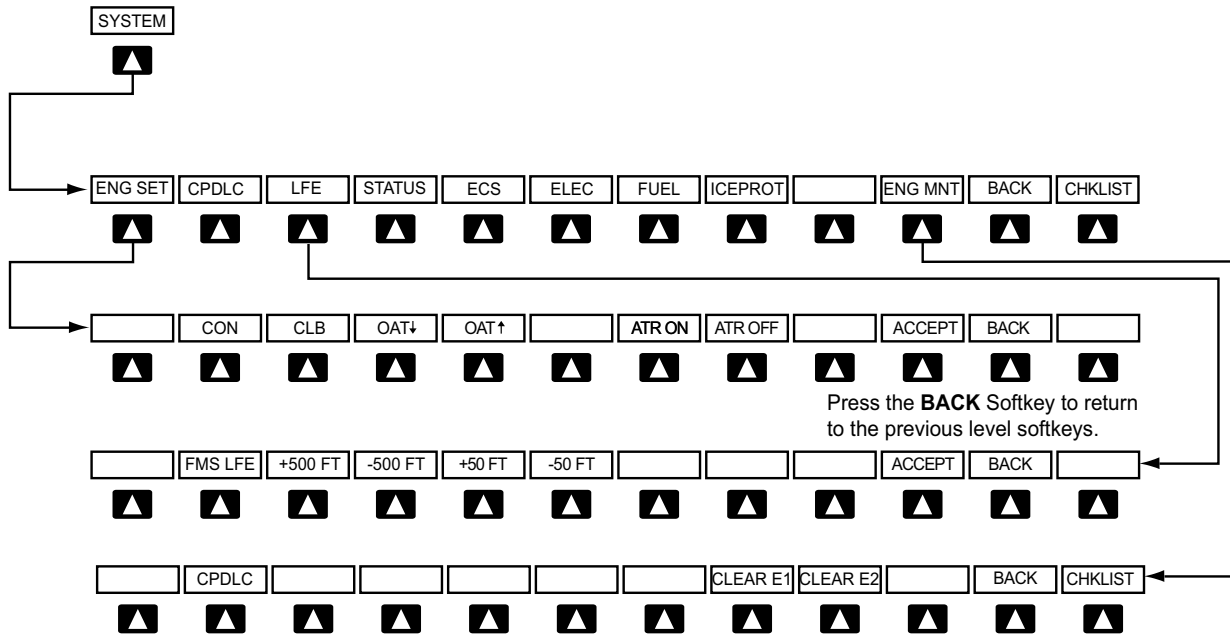 SYSTEM
ENG SET CPDLC LFE STATUS ECS ELEC FUEL ICEPROT ENG MNT BACK CHKLIST
CON CLB OAT↓ OAT↑ ATR ON ATR OFF ACCEPT BACK
Press the BACK Softkey to return
to the previous level softkeys.
FMS LFE +500 FT -500 FT +50 FT -50 FT ACCEPT BACK
CPDLC CLEAR E1 CLEAR E2 BACK CHKLIST